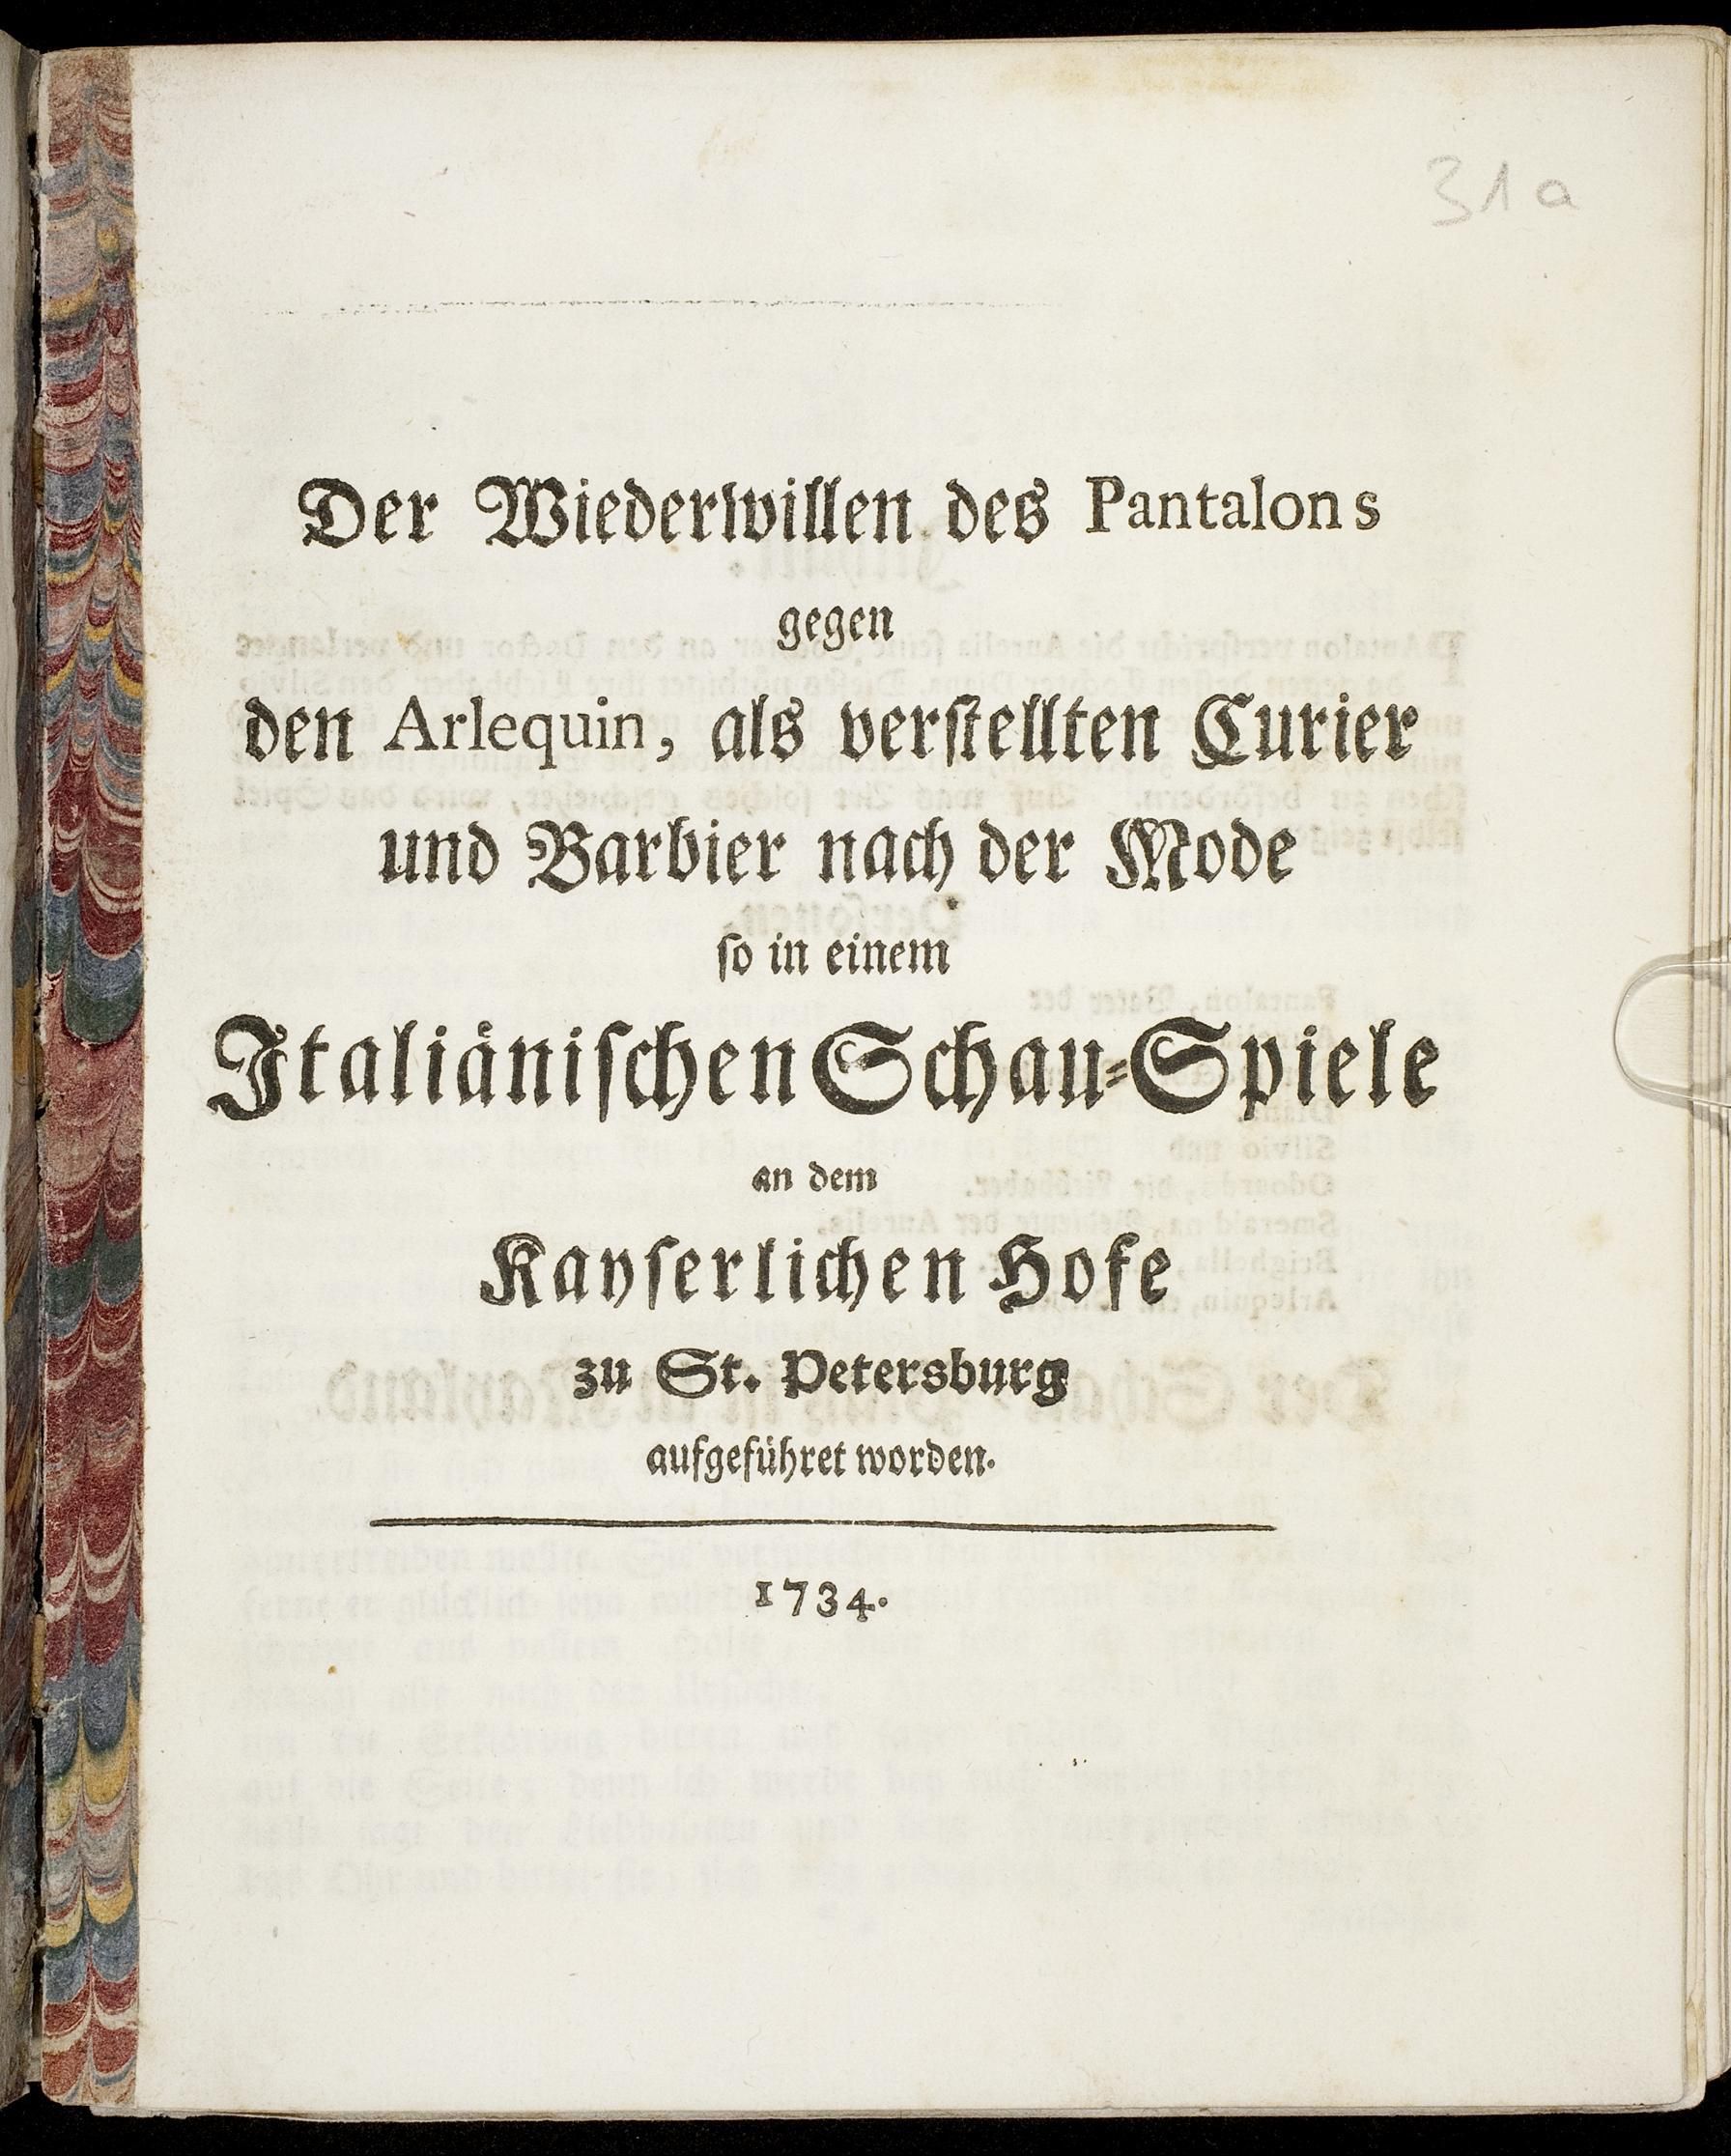 31a
Der Wiederwillen des Pantalons
gegen
den Arlequin, als verſtellten Curier
und Barbier nach der Mode
ſo in einem
Italiäniſchen Schau-Spiele
an dem
Kayſerlichen Hofe
zu St. Petersburg
aufgeführet worden.
1734.